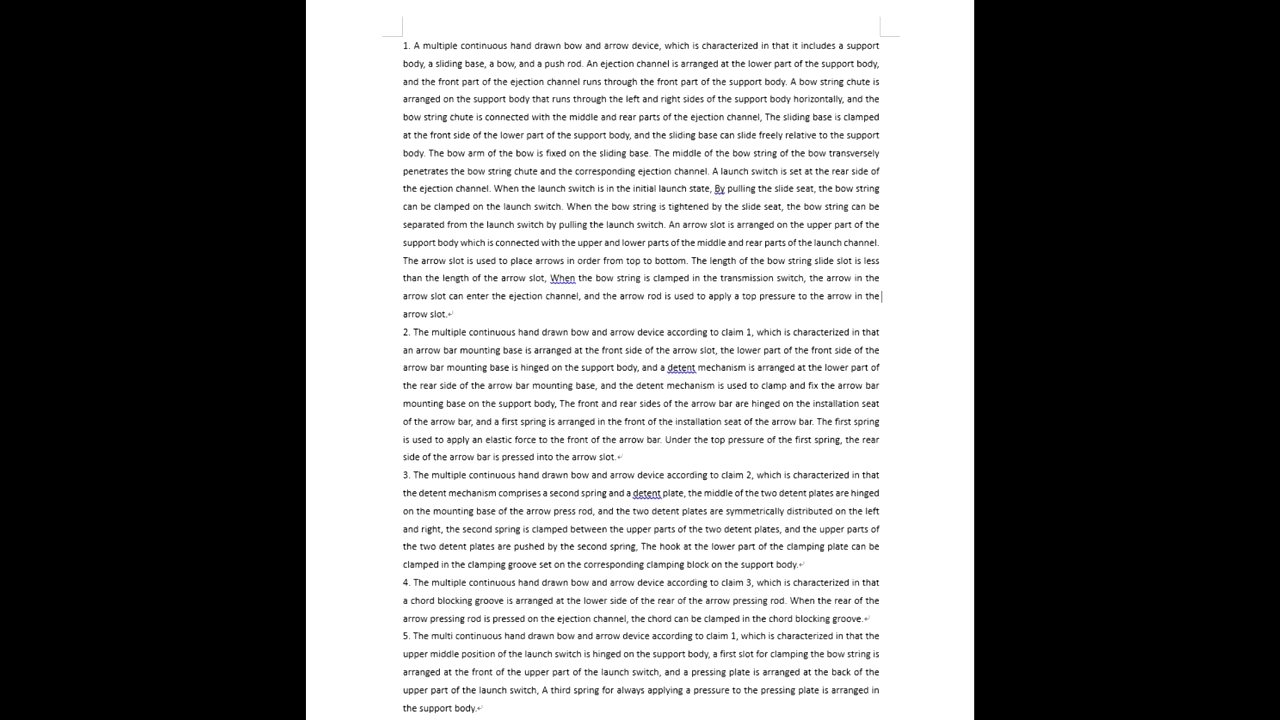 1. A multiple continuous hand drawn bow and arrow device, which is characterized in that it includes a support
body, a sliding base, a bow, and a push rod. An ejection channel is arranged at the lower part of the support body,
and the front part of the ejection channel runs through the front part of the support body. A bow string chute is
arranged on the support body that runs through the left and right sides of the support body horizontally, and the
bow string chute is connected with the middle and rear parts of the ejection channel, The sliding base is clamped
at the front side of the lower part of the support body, and the sliding base can slide freely relative to the support
body. The bow arm of the bow is fixed on the sliding base. The middle of the bow string of the bow transversely
penetrates the bow string chute and the corresponding ejection channel. A launch switch is set at the rear side of
the ejection channel. When the launch switch is in the initial launch state, By pulling the slide seat, the bow string
can be clamped on the launch switch. When the bow string is tightened by the slide seat, the bow string can be
separated from the launch switch by pulling the launch switch. An arrow slot is arranged on the upper part of the
support body which is connected with the upper and lower parts of the middle and rear parts of the launch channel.
The arrow slot is used to place arrows in order from top to bottom. The length of the bow string slide slot is less
than the length of the arrow slot, When the bow string is clamped in the transmission switch, the arrow in the
arrow slot can enter the ejection channel, and the arrow rod is used to apply a top pressure to the arrow in the
arrow slot.
2. The multiple continuous hand drawn bow and arrow device according to claim 1, which is characterized in that
an arrow bar mounting base is arranged at the front side of the arrow slot, the lower part of the front side of the
arrow bar mounting base is hinged on the support body, and a detent mechanism is arranged at the lower part of
the rear side of the arrow bar mounting base, and the detent mechanism is used to clamp and fix the arrow bar
mounting base on the support body, The front and rear sides of the arrow bar are hinged on the installation seat
of the arrow bar, and a first spring is arranged in the front of the installation seat of the arrow bar. The first spring
is used to apply an elastic force to the front of the arrow bar. Under the top pressure of the first spring, the rear
side of the arrow bar is pressed into the arrow slot.
3. The multiple continuous hand drawn bow and arrow device according to claim 2, which is characterized in that
the detent mechanism comprises a second spring and a detent plate, the middle of the two detent plates are hinged
on the mounting base of the arrow press rod, and the two detent plates are symmetrically distributed on the left
and right, the second spring is clamped between the upper parts of the two detent plates, and the upper parts of
the two detent plates are pushed by the second spring, The hook at the lower part of the clamping plate can be
clamped in the clamping groove set on the corresponding clamping block on the support body.
4. The multiple continuous hand drawn bow and arrow device according to claim 3, which is characterized in that
a chord blocking groove is arranged at the lower side of the rear of the arrow pressing rod. When the rear of the
arrow pressing rod is pressed on the ejection channel, the chord can be clamped in the chord blocking groove.
5. The multi continuous hand drawn bow and arrow device according to claim 1, which is characterized in that the
upper middle position of the launch switch is hinged on the support body, a first slot for clamping the bow string is
arranged at the front of the upper part of the launch switch, and a pressing plate is arranged at the back of the
upper part of the launch switch, A third spring for always applying a pressure to the pressing plate is arranged in
the support body.